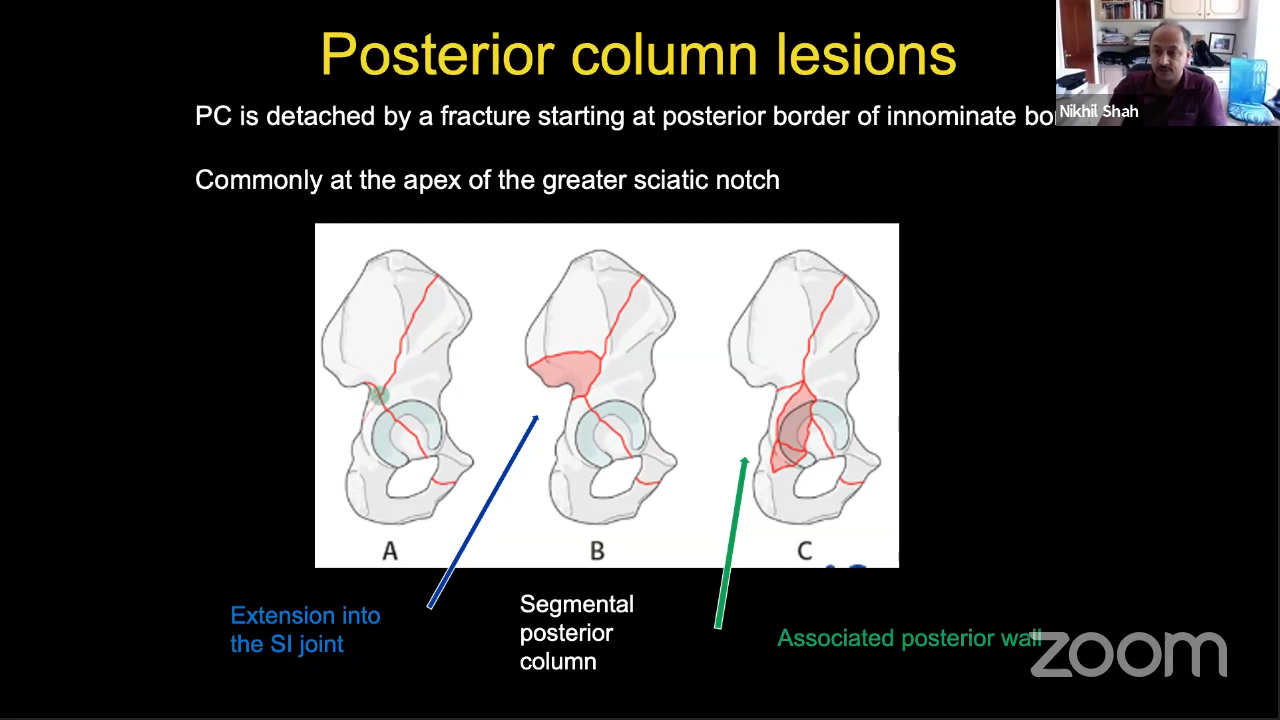 Posterior column lesions
PC is detached by a fracture starting at posterior border of innominate
Nikhil Shah
Commonly at the apex of the greater sciatic notch
A
B
C
Extension into
the SI joint
Segmental
posterior
column
Associated posterior wall
zoom